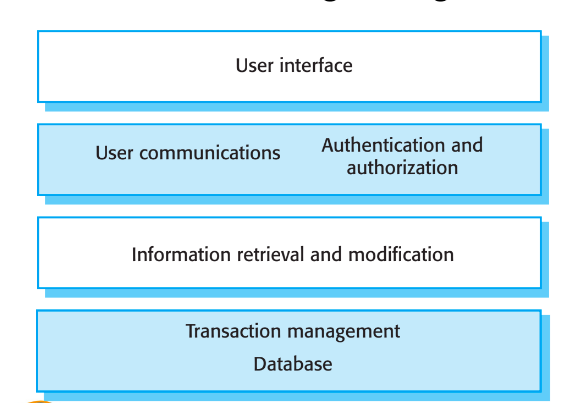 User interface
User communications
Authentication and
authorization
Information retrieval and modification
Transaction management
Database